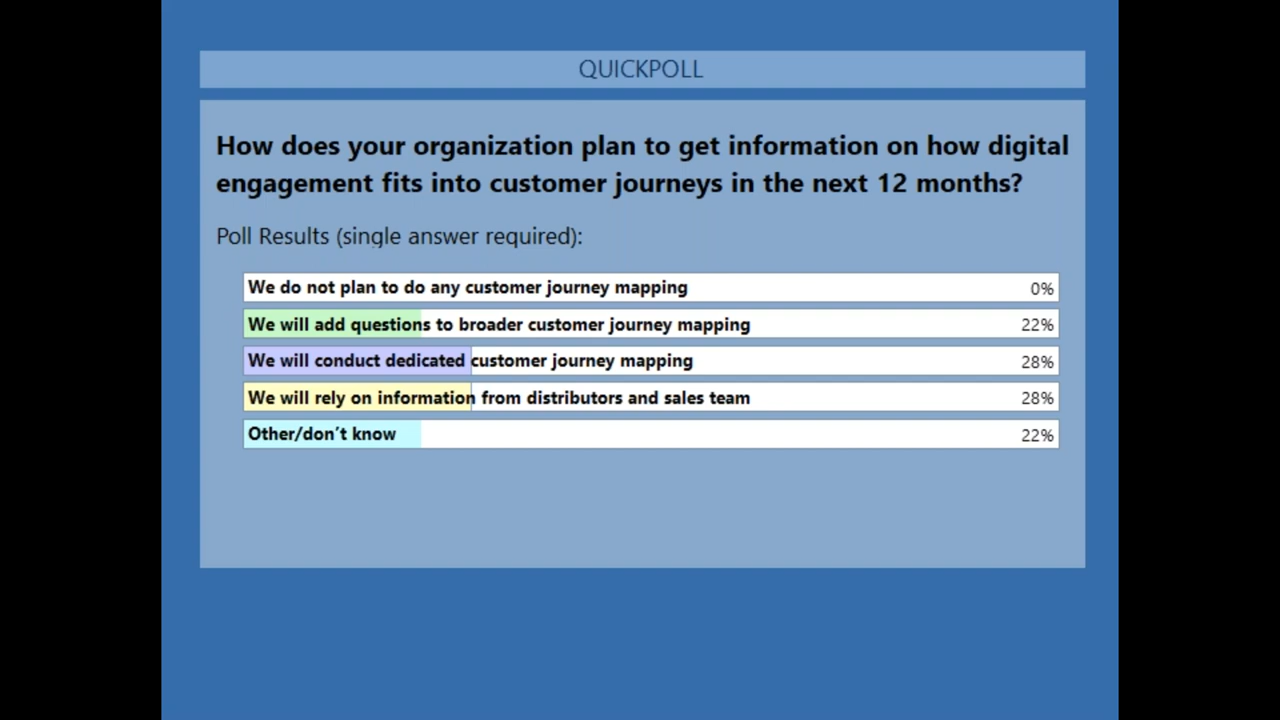 QUICKPOLL
How does your organization plan to get information on how digital
engagement fits into customer journeys in the next 12 months?
Poll Results (single answer required):
We do not plan to do any customer journey mapping 0%
We will add questions to broader customer journey mapping 22%
We will conduct dedicated customer journey mapping 28%
We will rely on information from distributors and sales team 28%
Other/don’t know 22%